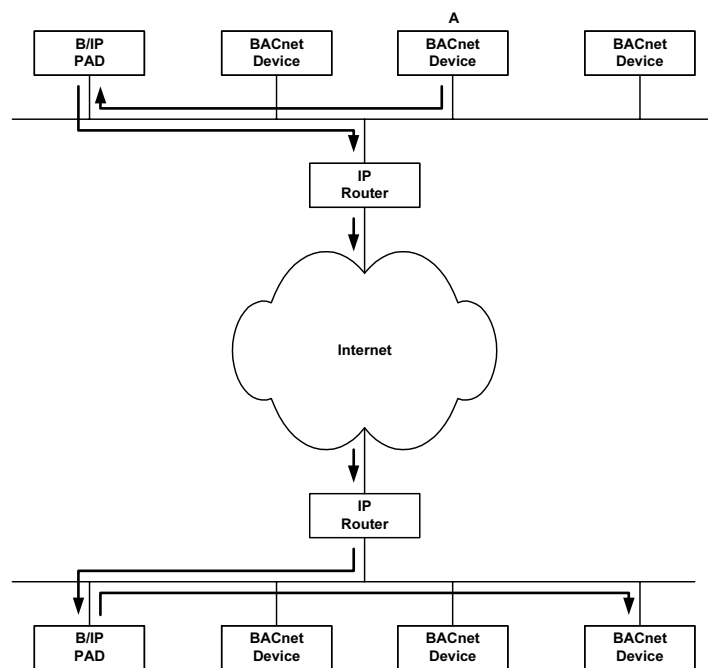 A
B/IP
PAD
BACnet
Device
BACnet
Device
BACnet
Device
IP
Router
Internet
IP
Router
B/IP
PAD
BACnet
Device
BACnet
Device
BACnet
Device